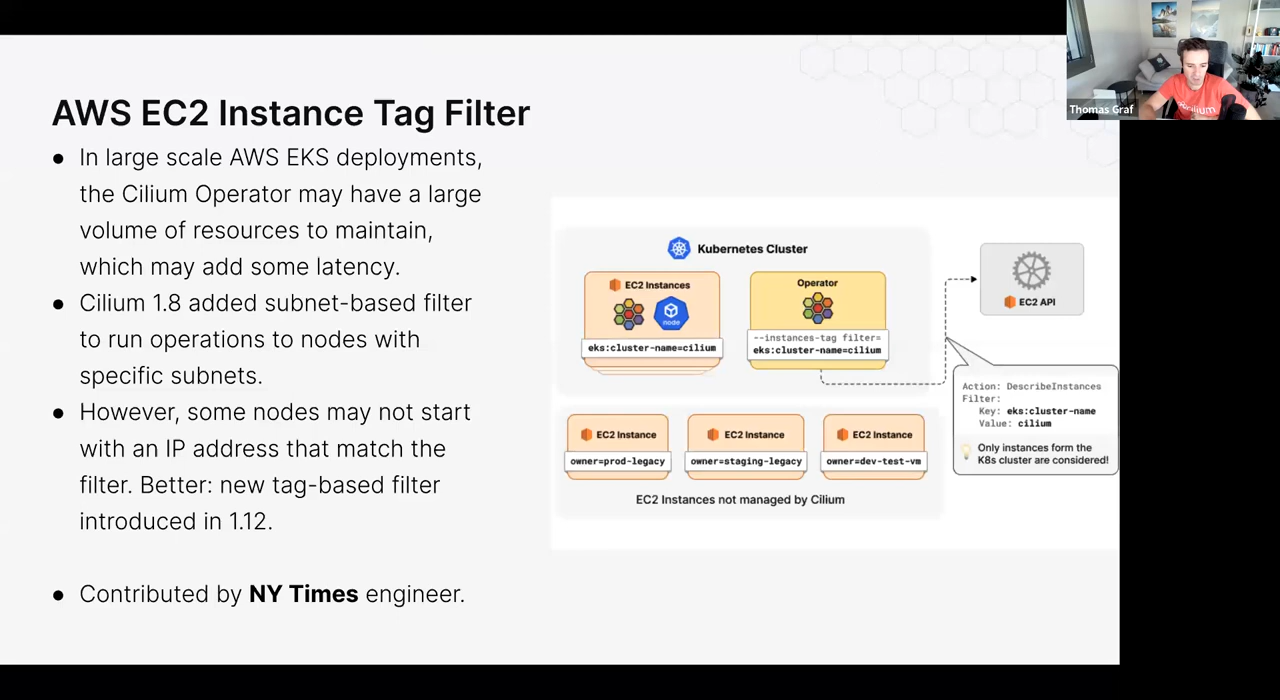 Thomas Graf
cilium
AWS EC2 Instance Tag Filter
● In large scale AWS EKS deployments,
the Cilium Operator may have a large
volume of resources to maintain,
which may add some latency.
● Cilium 1.8 added subnet-based filter
to run operations to nodes with
specific subnets.
● However, some nodes may not start
with an IP address that match the
filter. Better: new tag-based filter
introduced in 1.12.
● Contributed by NY Times engineer.
Kubernetes Cluster
EC2 Instances
node
eks:cluster-name=cilium
Operator
--instances-tag filter=
eks:cluster-name=cilium
EC2 API
Action: DescribeInstances
Filter:
Key: eks:cluster-name
Value: cilium
Only instances form the
K8s cluster are considered!
EC2 Instance
owner=prod-legacy
EC2 Instance
owner=staging-legacy
EC2 Instance
owner=dev-test-vm
EC2 Instances not managed by Cilium